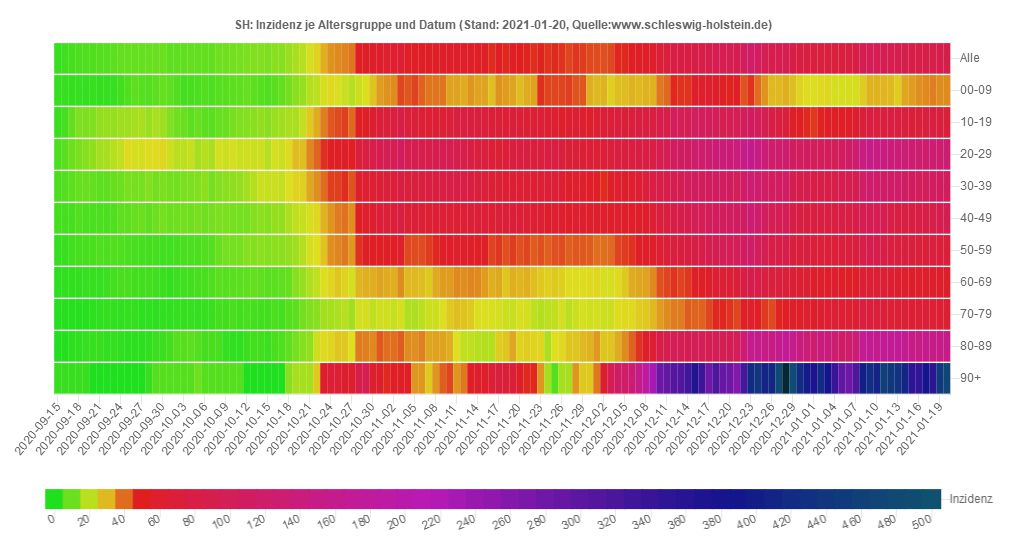 SH: Inzidenz je Altersgruppe und Datum (Stand: 2021-01-20, Quelle:www.schleswig-holstein.de)
Alle
00-09
10-19
20-29
30-39
40-49
50-59
60-69
70-79
80-89
90+
2020-09-15 2020-09-18 2020-09-21 2020-09-24 2020-09-27 2020-09-30 2020-10-03 2020-10-06 2020-10-09 2020-10-12 2020-10-15 2020-10-18 2020-10-21 2020-10-24 2020-10-27 2020-10-30 2020-11-02 2020-11-05 2020-11-08 2020-11-11 2020-11-14 2020-11-17 2020-11-20 2020-11-23 2020-11-26 2020-11-29 2020-12-02 2020-12-05 2020-12-08 2020-12-11 2020-12-14 2020-12-17 2020-12-20 2020-12-23 2020-12-26 2020-12-29 2021-01-01 2021-01-04 2021-01-07 2021-01-10 2021-01-13 2021-01-16 2021-01-19
Inzidenz
0 20 40 60 80 100 120 140 160 180 200 220 240 260 280 300 320 340 360 380 400 420 440 460 480 500